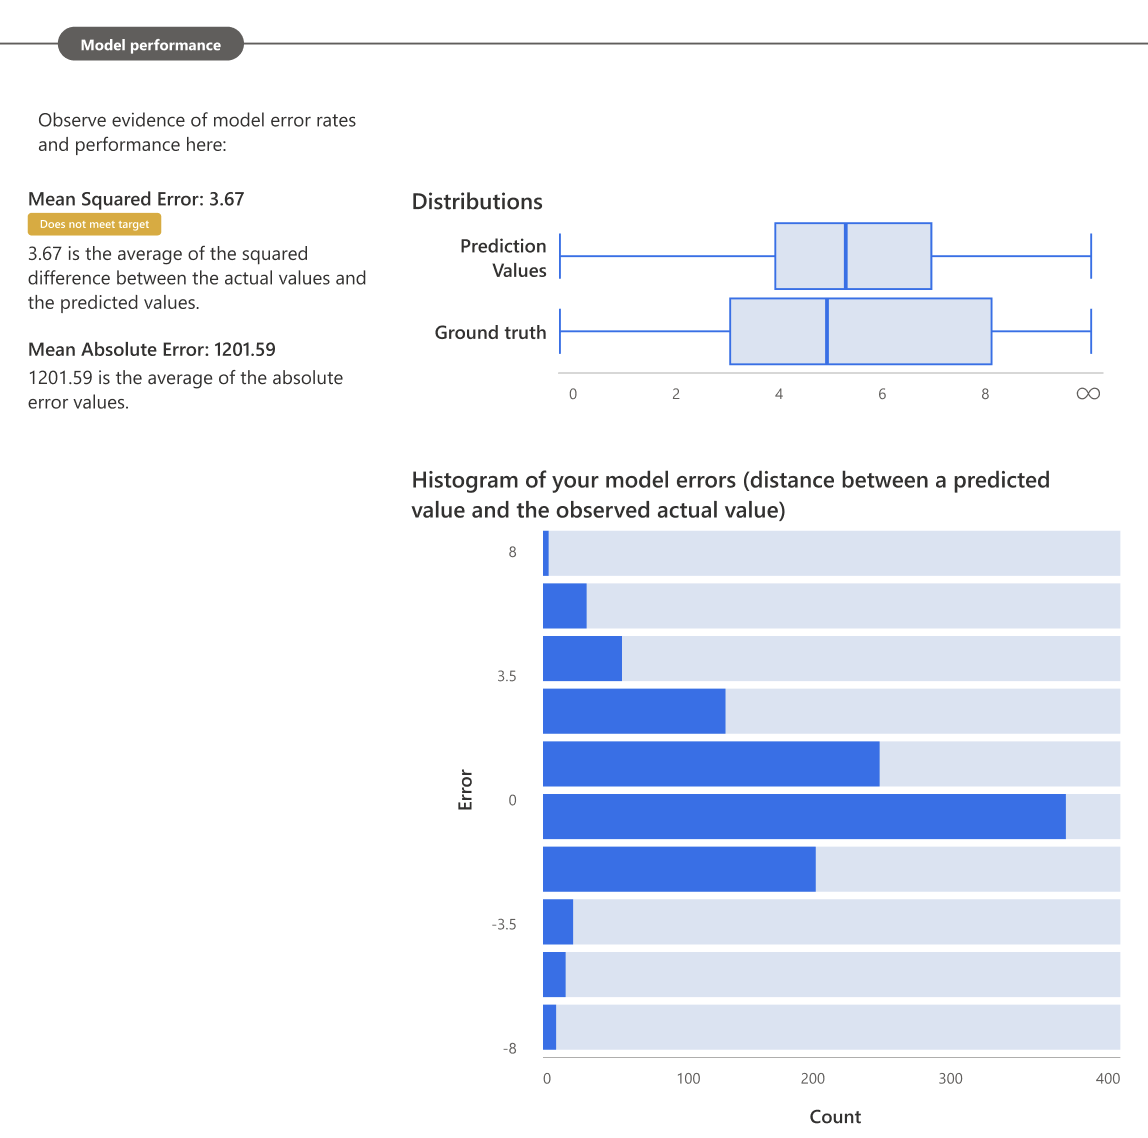 Model performance
Observe evidence of model error rates
and performance here:
Mean Squared Error: 3.67
Does not meet target
3.67 is the average of the squared
difference between the actual values and
the predicted values.
Mean Absolute Error: 1201.59
1201.59 is the average of the absolute
error values.
Distributions
Prediction
Values
Ground truth
0 2 4 6 8 ∞
Histogram of your model errors (distance between a predicted
value and the observed actual value)
8
3.5
Error
0
-3.5
-8
0 100 200 300 400
Count